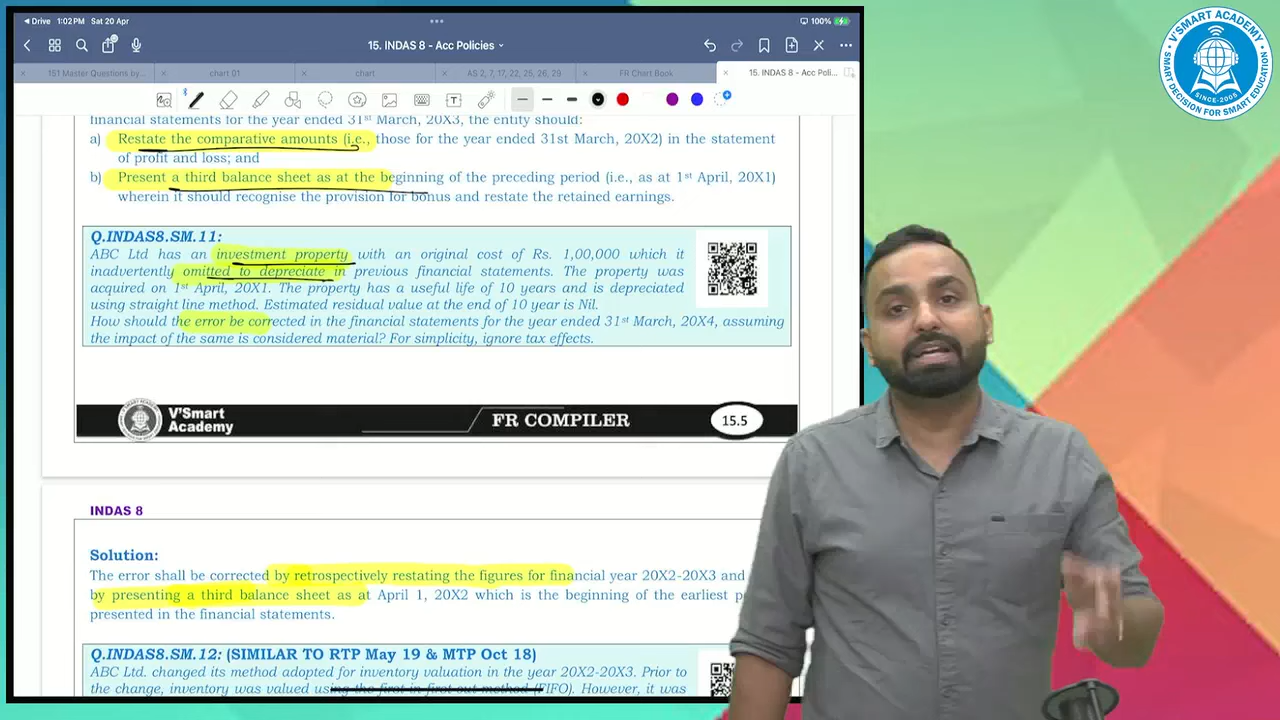 Drive 1:02 PM Sat 20 Apr
100%
15. INDAS 8 - Acc Policies
151 Master Questions by...
chart 01
chart
AS 2, 7, 17, 22, 25, 26, 29
FR Chart Book
15. INDAS 8 - Acc Poli...
financial statements for the year ended 31st March, 20X3, the entity should:
a) Restate the comparative amounts (i.e., those for the year ended 31st March, 20X2) in the statement
of profit and loss; and
b) Present a third balance sheet as at the beginning of the preceding period (i.e., as at 1st April, 20X1)
wherein it should recognise the provision for bonus and restate the retained earnings.
Q.INDAS8.SM.11:
ABC Ltd has an investment property with an original cost of Rs. 1,00,000 which it
inadvertently omitted to depreciate in previous financial statements. The property was
acquired on 1st April, 20X1. The property has a useful life of 10 years and is depreciated
using straight line method. Estimated residual value at the end of 10 year is Nil.
How should the error be corrected in the financial statements for the year ended 31st March, 20X4, assuming
the impact of the same is considered material? For simplicity, ignore tax effects.
V'Smart
Academy
FR COMPILER
15.5
INDAS 8
Solution:
The error shall be corrected by retrospectively restating the figures for financial year 20X2-20X3 and
by presenting a third balance sheet as at April 1, 20X2 which is the beginning of the earliest
presented in the financial statements.
Q.INDAS8.SM.12: (SIMILAR TO RTP May 19 & MTP Oct 18)
ABC Ltd. changed its method adopted for inventory valuation in the year 20X2-20X3. Prior to
the change, inventory was valued using the first in first out method (FIFO). However, it was
V'SMART ACADEMY
SINCE-2006
SMART DECISION FOR SMART EDUCATION